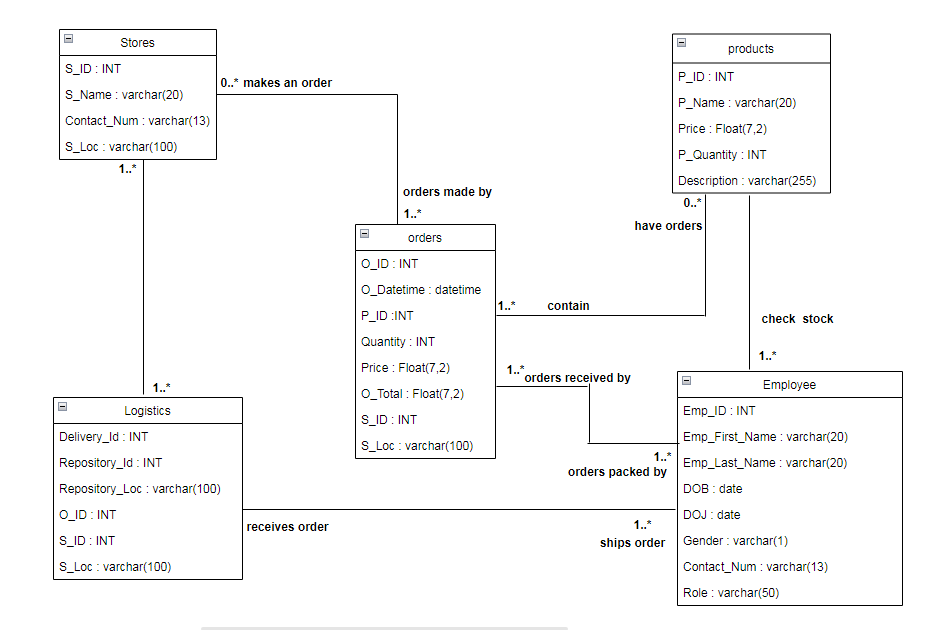 Stores
S_ID : INT
S_Name : varchar(20)
Contact_Num : varchar(13)
S_Loc : varchar(100)
0..* makes an order
1..*
orders made by
1..*
products
P_ID : INT
P_Name : varchar(20)
Price : Float(7,2)
P_Quantity : INT
Description : varchar(255)
0..*
have orders
orders
O_ID : INT
O_Datetime : datetime
P_ID :INT
Quantity : INT
Price : Float(7,2)
O_Total : Float(7,2)
S_ID : INT
S_Loc : varchar(100)
1..* contain
check stock
1..*
1..* orders received by
1..*
orders packed by
1..*
Logistics
Delivery_Id : INT
Repository_Id : INT
Repository_Loc : varchar(100)
O_ID : INT
S_ID : INT
S_Loc : varchar(100)
receives order
1..*
ships order
Employee
Emp_ID : INT
Emp_First_Name : varchar(20)
Emp_Last_Name : varchar(20)
DOB : date
DOJ : date
Gender : varchar(1)
Contact_Num : varchar(13)
Role : varchar(50)